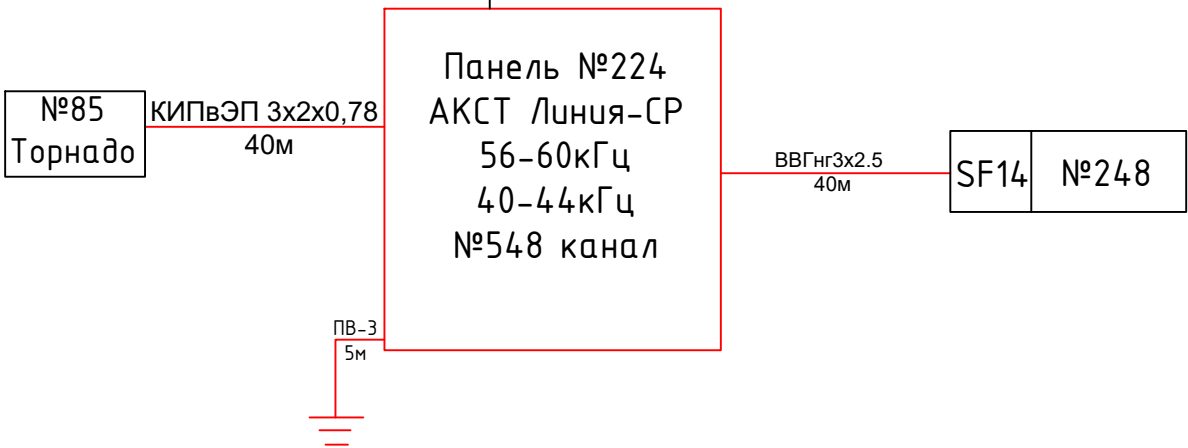 №85
Торнадо
КИПвЭП 3х2х0,78
40м
Панель №224
АКСТ Линия-СР
56-60кГц
40-44кГц
№548 канал
ВВГнг3х2.5
40м
SF14
№248
ПВ-3
5м